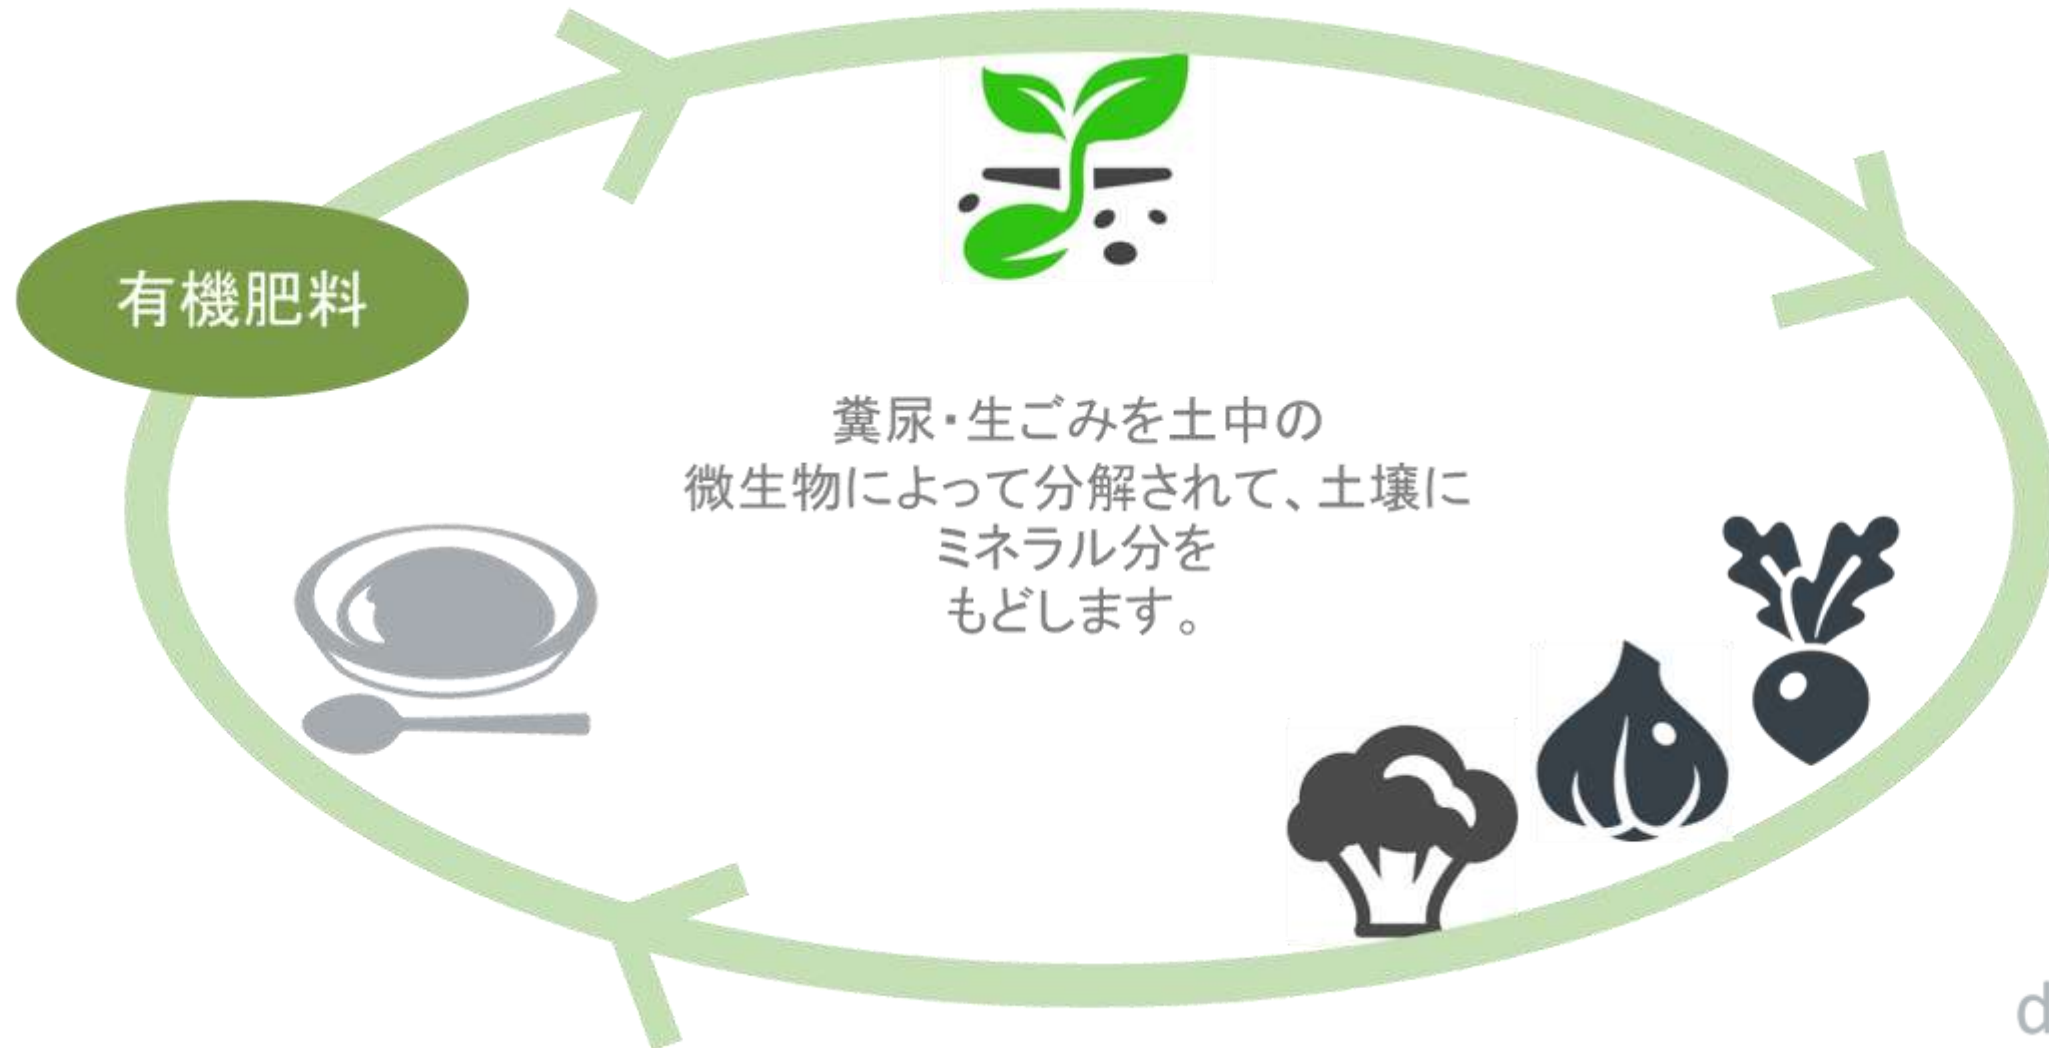 有機肥料
糞尿・生ごみを土中の
微生物によって分解されて、土壌に
ミネラル分を
もどします。
d